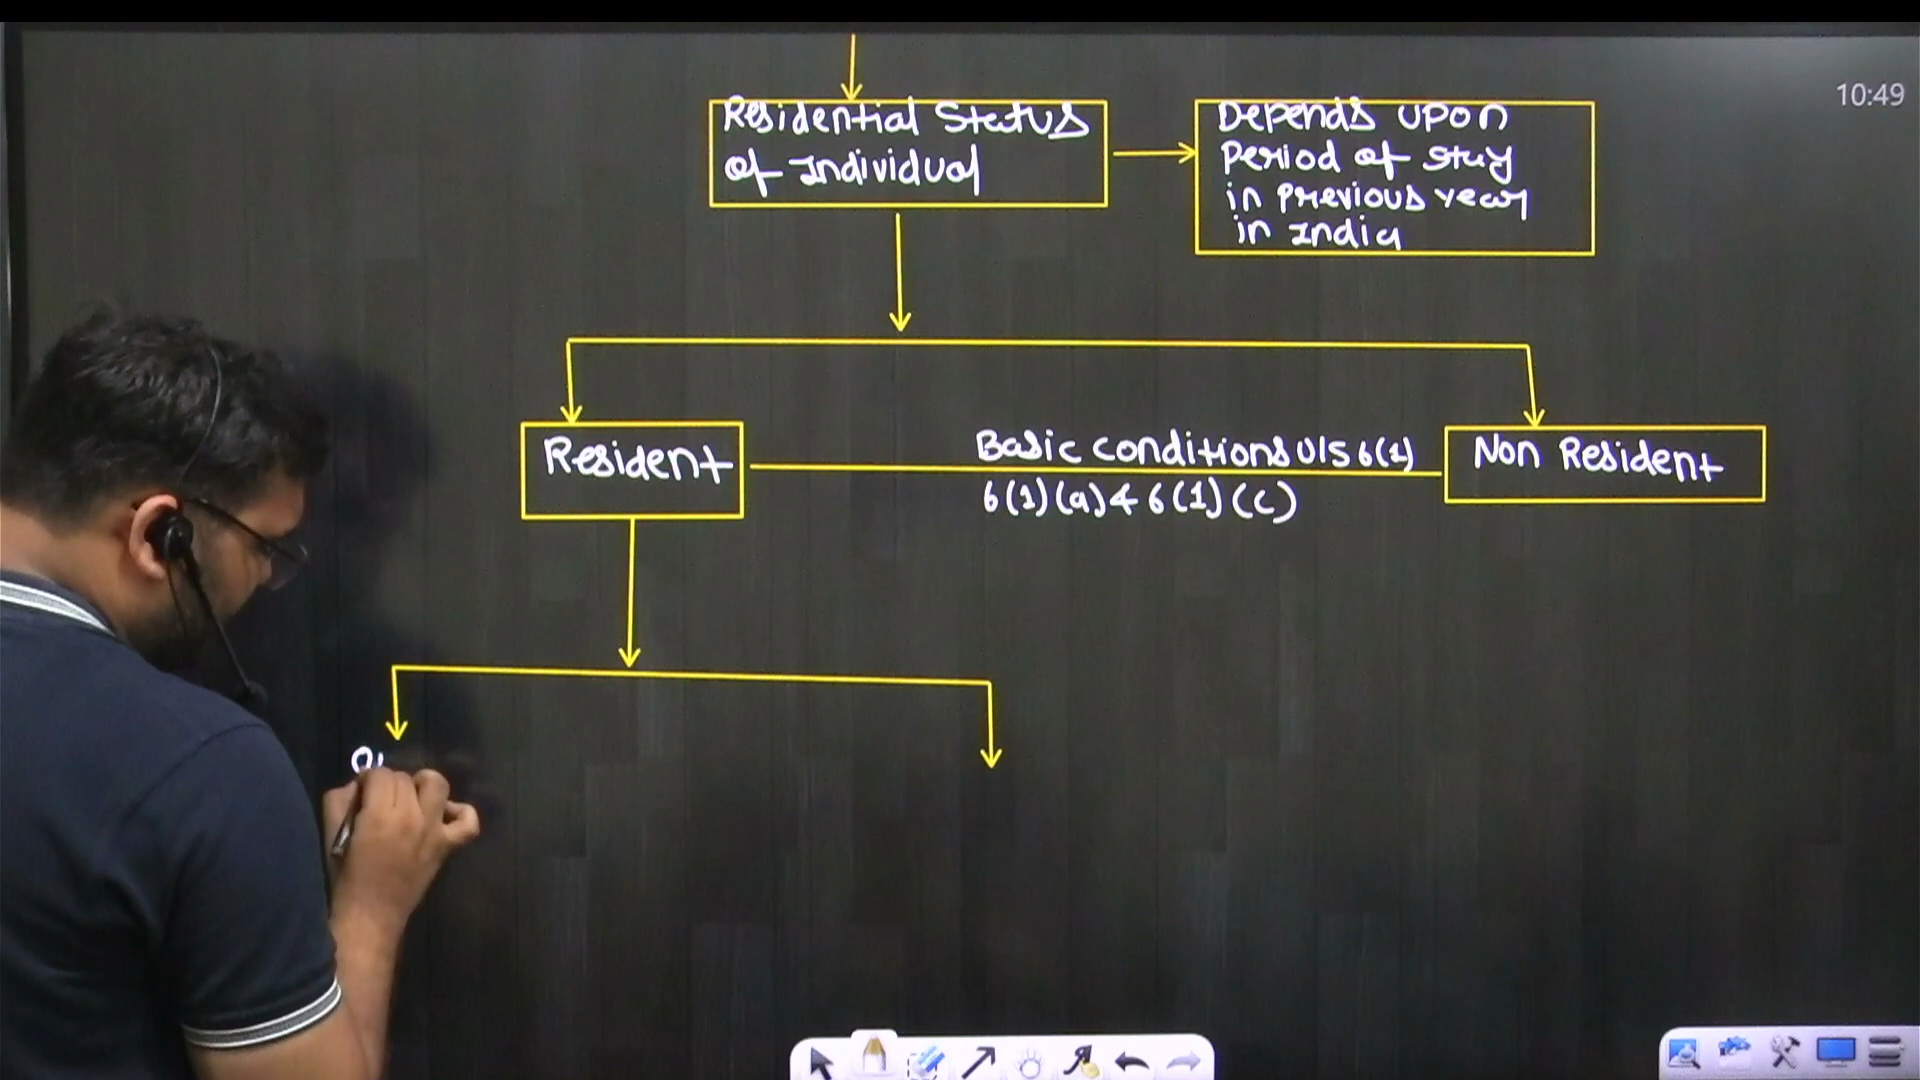 10:49
Residential Status
of Individual
Depends upon
period of stay
in previous year
in India
Resident
Basic conditions U/S 6(1)
6(1)(a) & 6(1)(c)
Non Resident